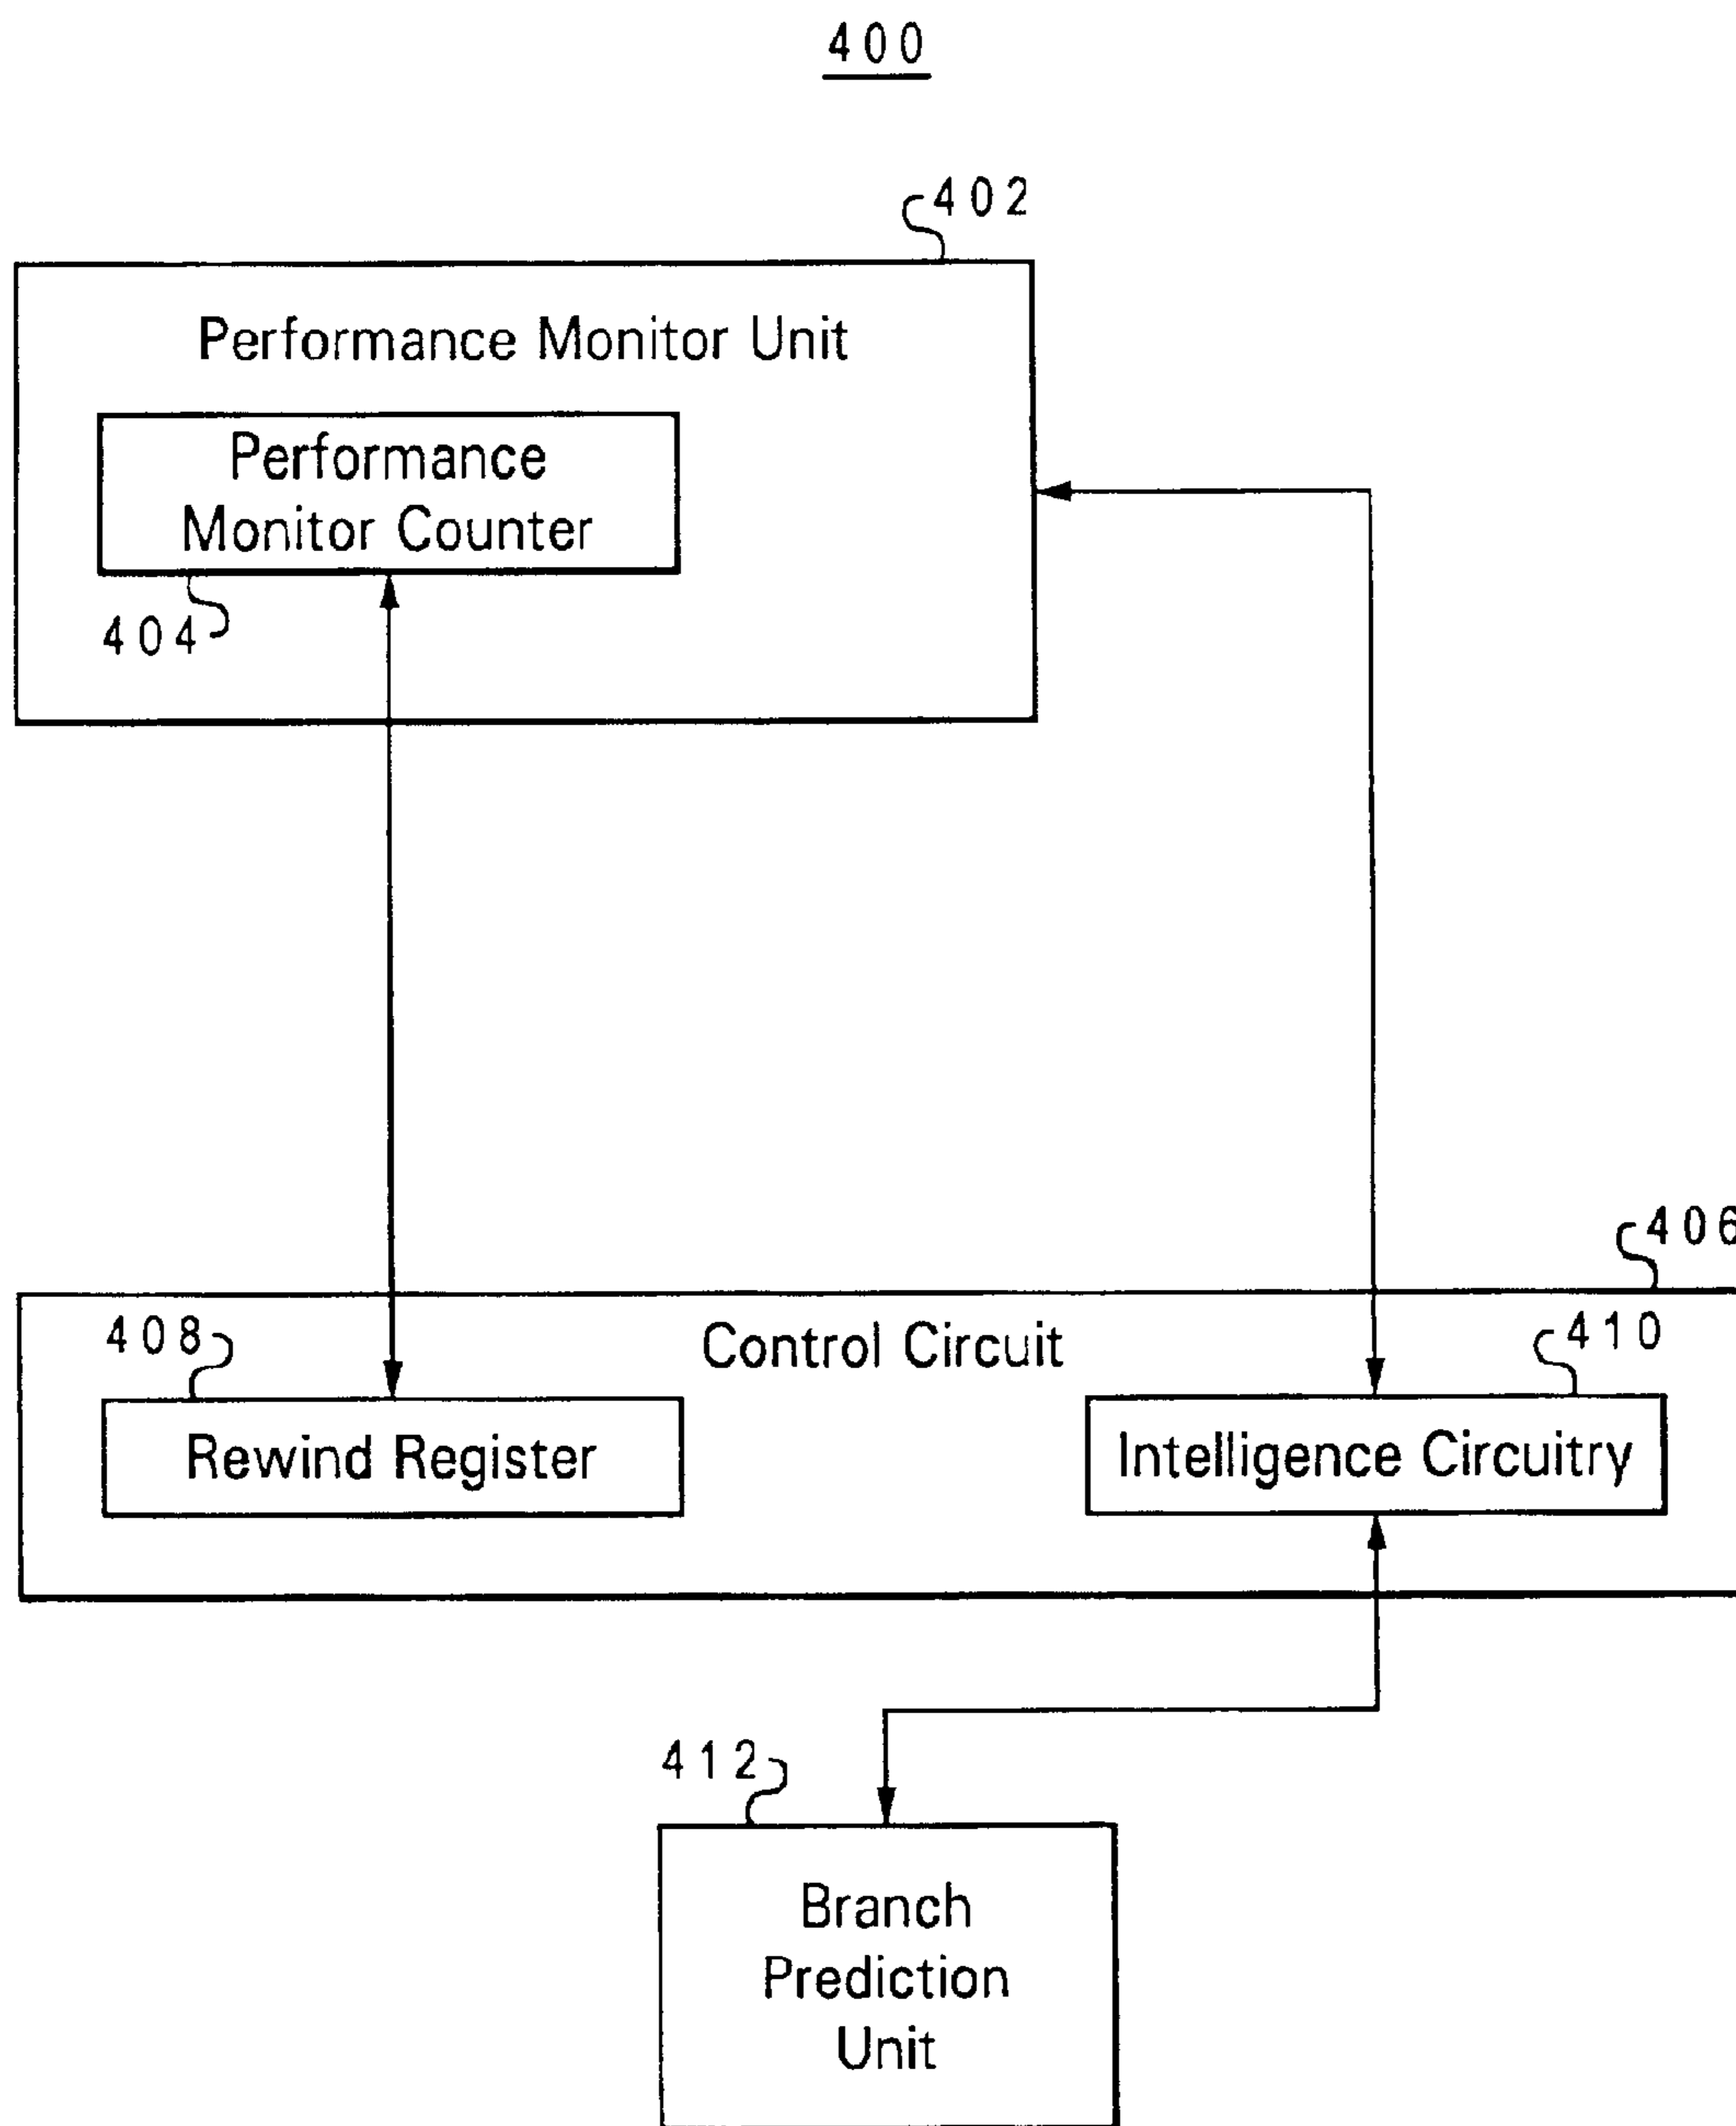 400
402
Performance Monitor Unit
Performance
Monitor Counter
404
406
408
Control Circuit
410
Rewind Register
Intelligence Circuitry
412
Branch
Prediction
Unit